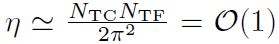 η ≃ N_TC N_TF / 2π² = 𝒪(1)